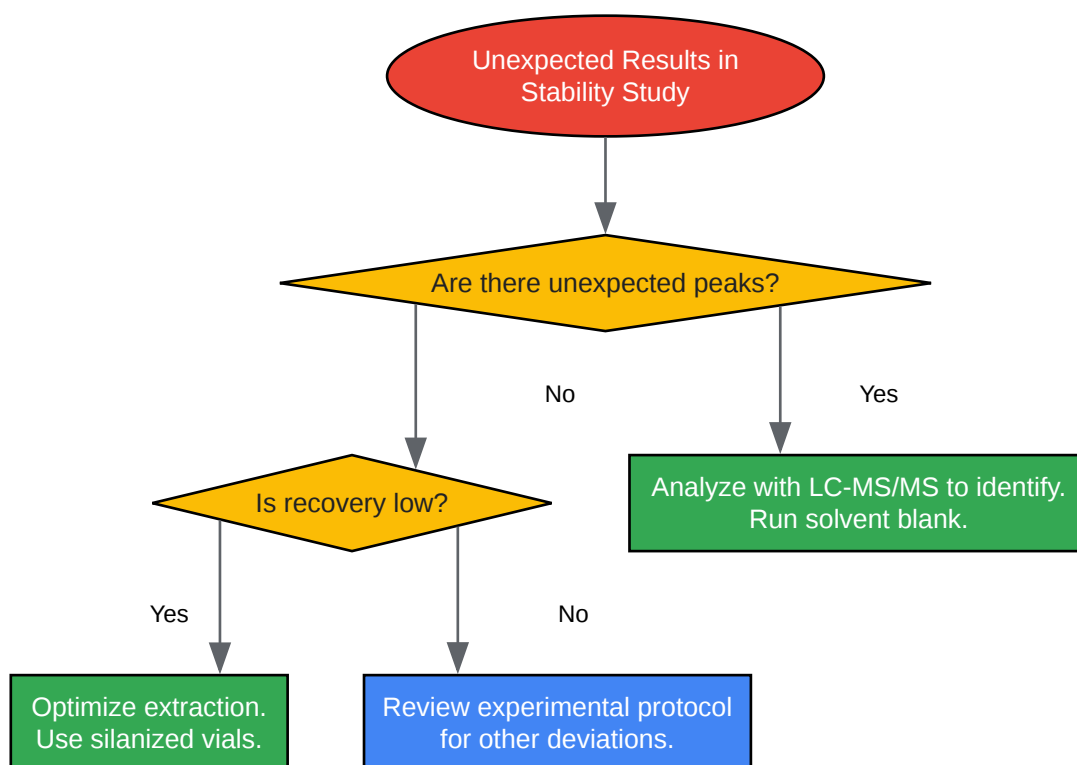 Unexpected Results in
Stability Study
Are there unexpected peaks?
No
Yes
Is recovery low?
Analyze with LC-MS/MS to identify.
Run solvent blank.
Yes
No
Optimize extraction.
Use silanized vials.
Review experimental protocol
for other deviations.